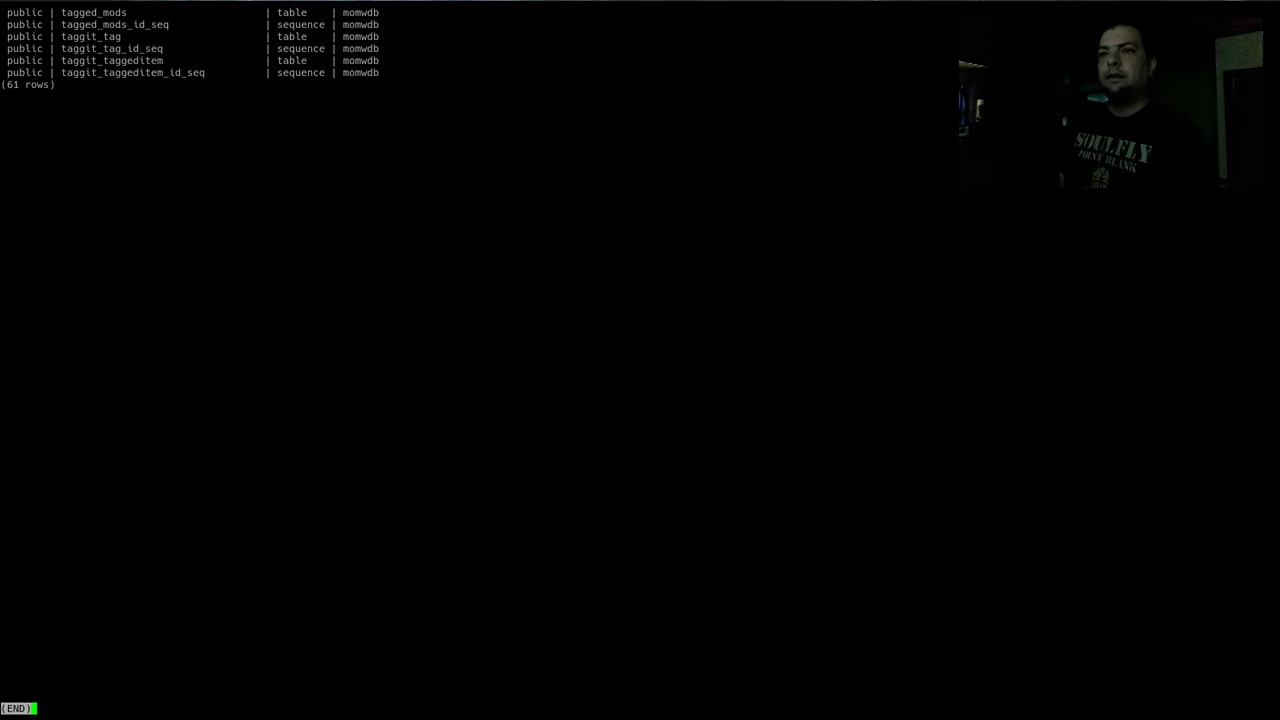 public | tagged_mods | table | momwdb
public | tagged_mods_id_seq | sequence | momwdb
public | taggit_tag | table | momwdb
public | taggit_tag_id_seq | sequence | momwdb
public | taggit_taggeditem | table | momwdb
public | taggit_taggeditem_id_seq | sequence | momwdb
(61 rows)
SOULFLY
POINT BLANK
(END)